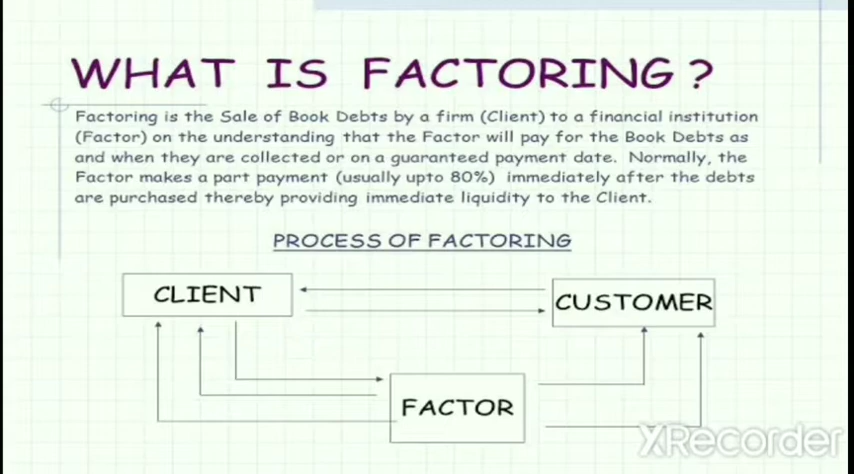 WHAT IS FACTORING ?
Factoring is the Sale of Book Debts by a firm (Client) to a financial institution
(Factor) on the understanding that the Factor will pay for the Book Debts as
and when they are collected or on a guaranteed payment date. Normally, the
Factor makes a part payment (usually upto 80%) immediately after the debts
are purchased thereby providing immediate liquidity to the Client.
PROCESS OF FACTORING
CLIENT
CUSTOMER
FACTOR
XRecorder